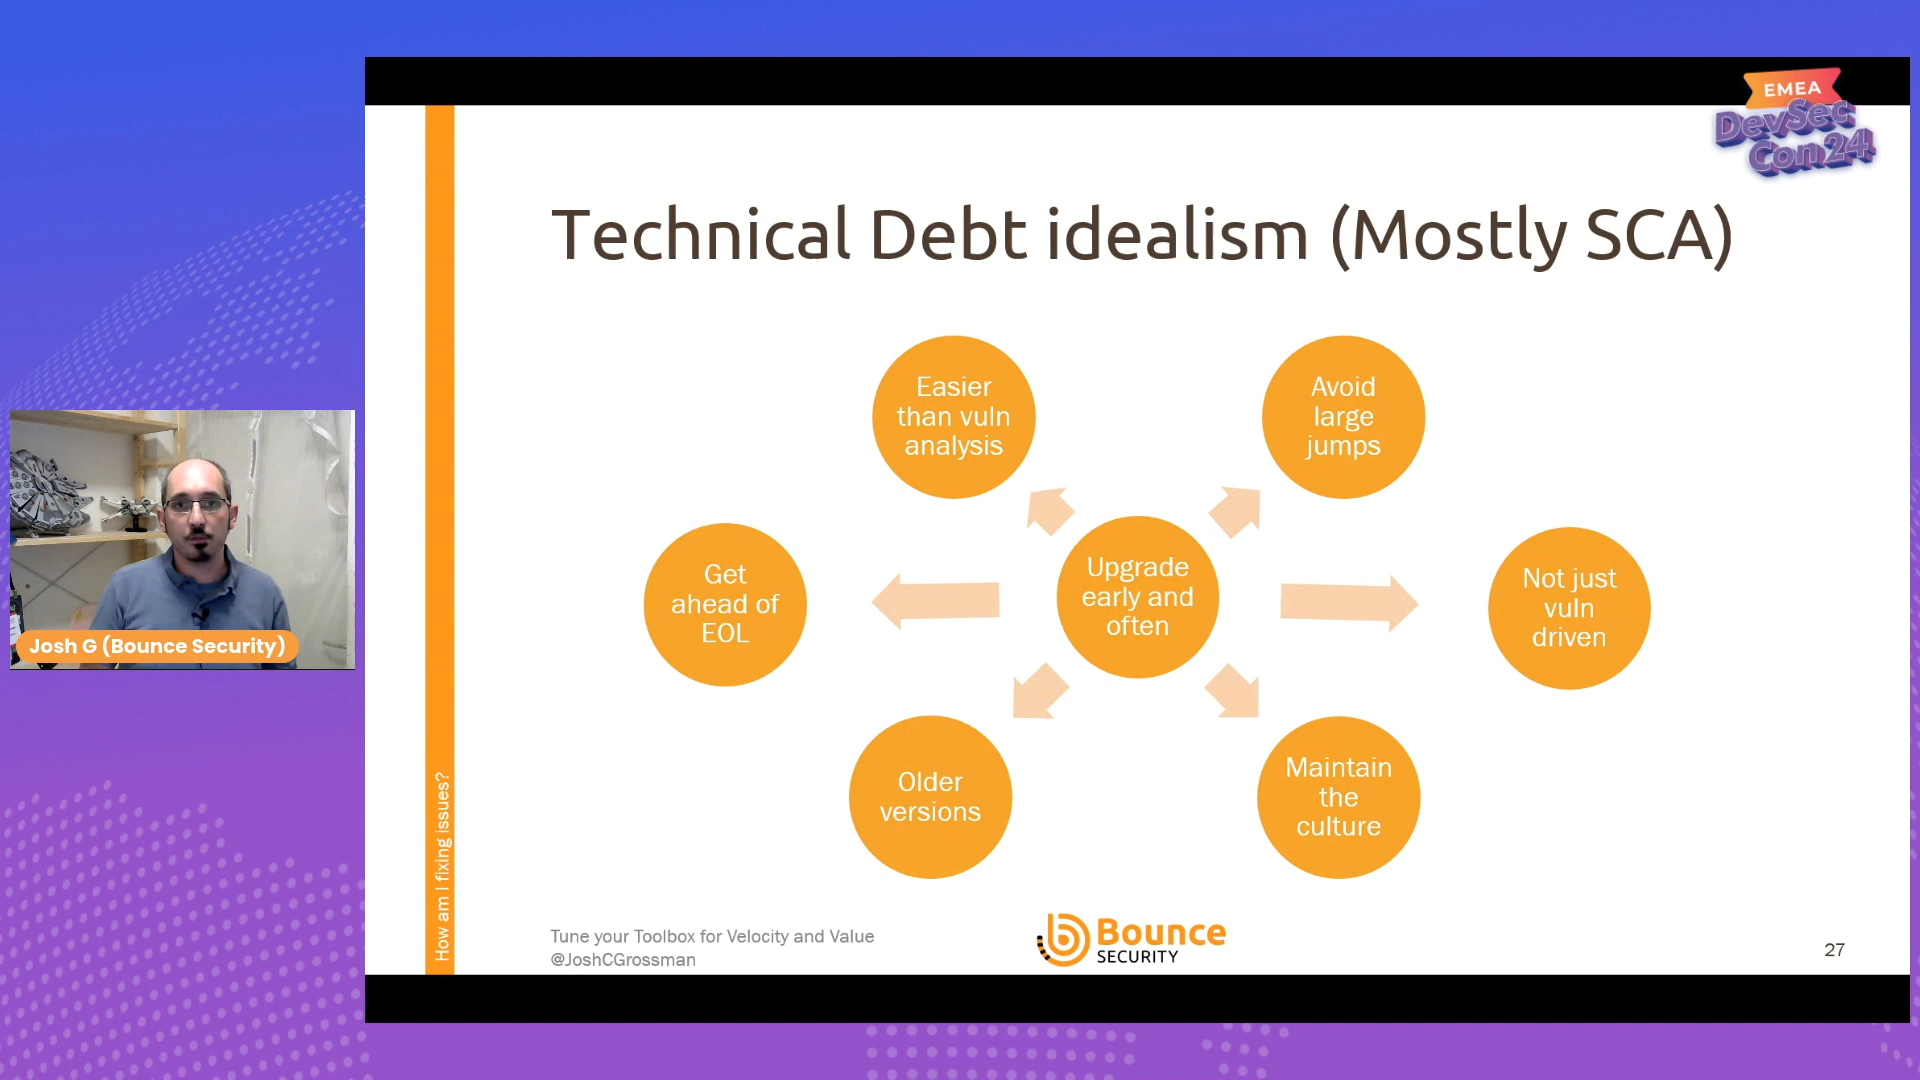 EMEA
DevSec
Con24
Technical Debt idealism (Mostly SCA)
Easier
than vuln
analysis
Avoid
large
jumps
Get
ahead of
EOL
Upgrade
early and
often
Not just
vuln
driven
Older
versions
Maintain
the
culture
How am I fixing issues?
Josh G (Bounce Security)
Tune your Toolbox for Velocity and Value
@JoshCGrossman
Bounce
SECURITY
27